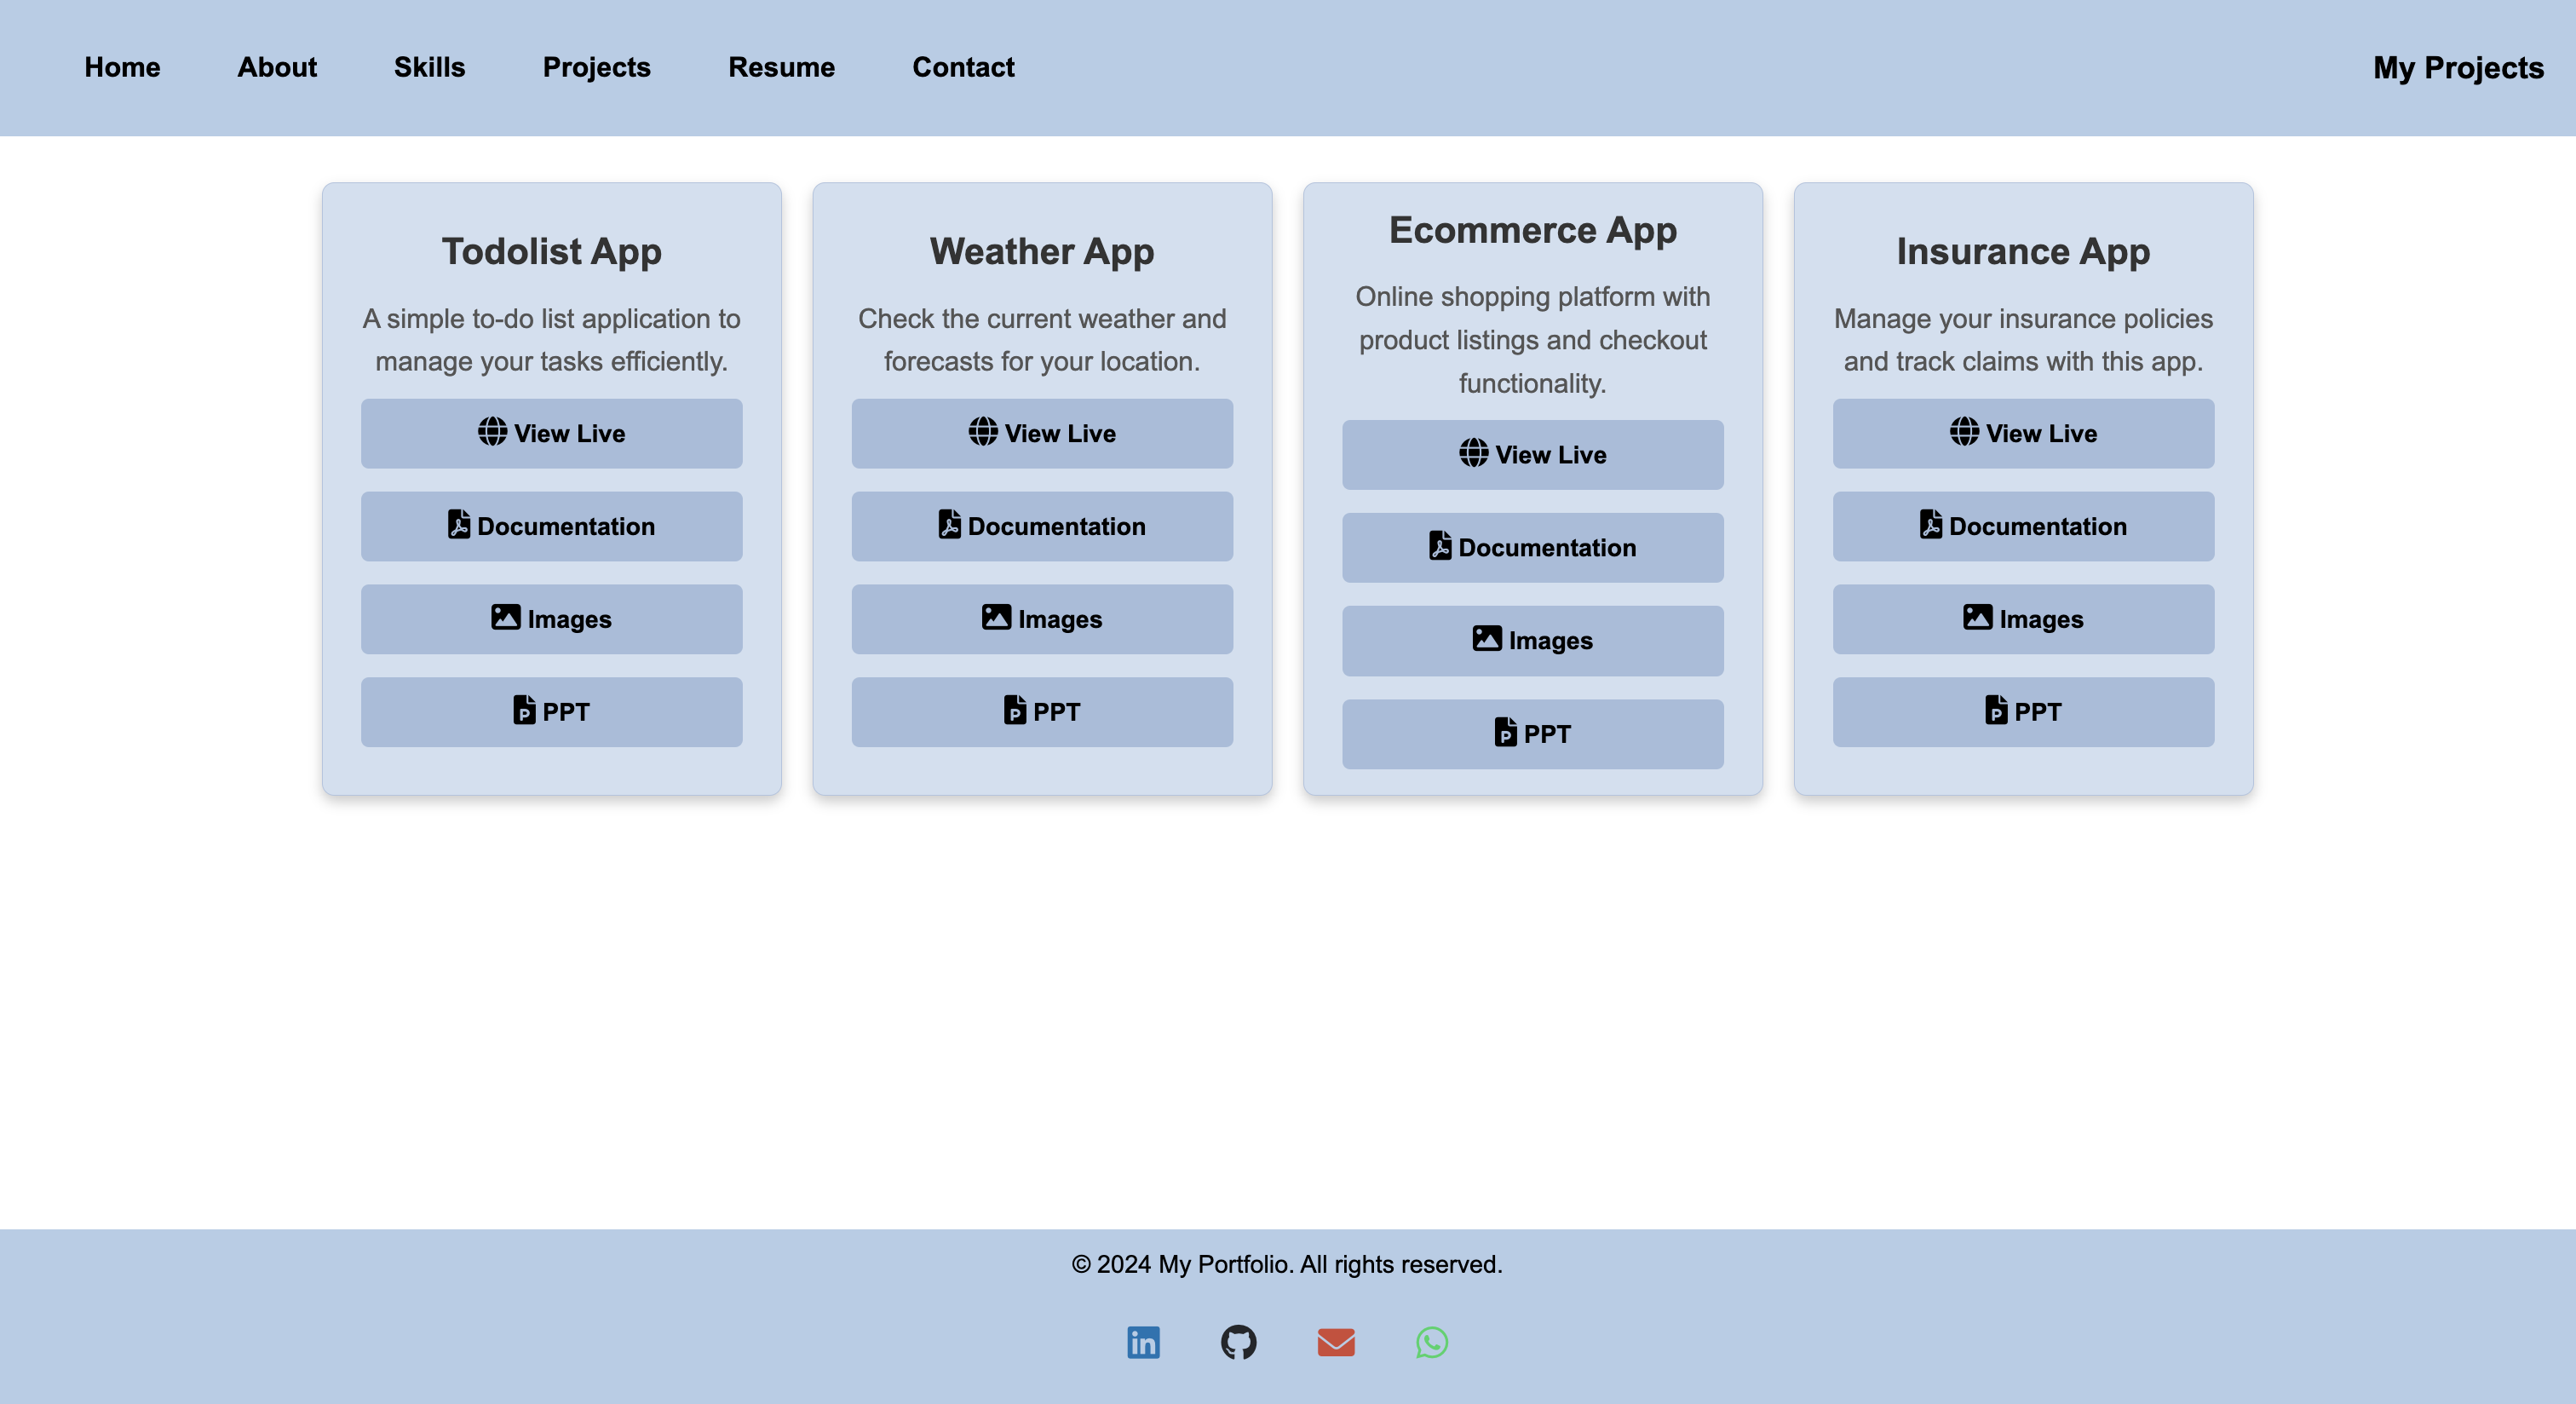 Home About Skills Projects Resume Contact My Projects
Todolist App
A simple to-do list application to
manage your tasks efficiently.
View Live
Documentation
Images
PPT
Weather App
Check the current weather and
forecasts for your location.
View Live
Documentation
Images
PPT
Ecommerce App
Online shopping platform with
product listings and checkout
functionality.
View Live
Documentation
Images
PPT
Insurance App
Manage your insurance policies
and track claims with this app.
View Live
Documentation
Images
PPT
© 2024 My Portfolio. All rights reserved.